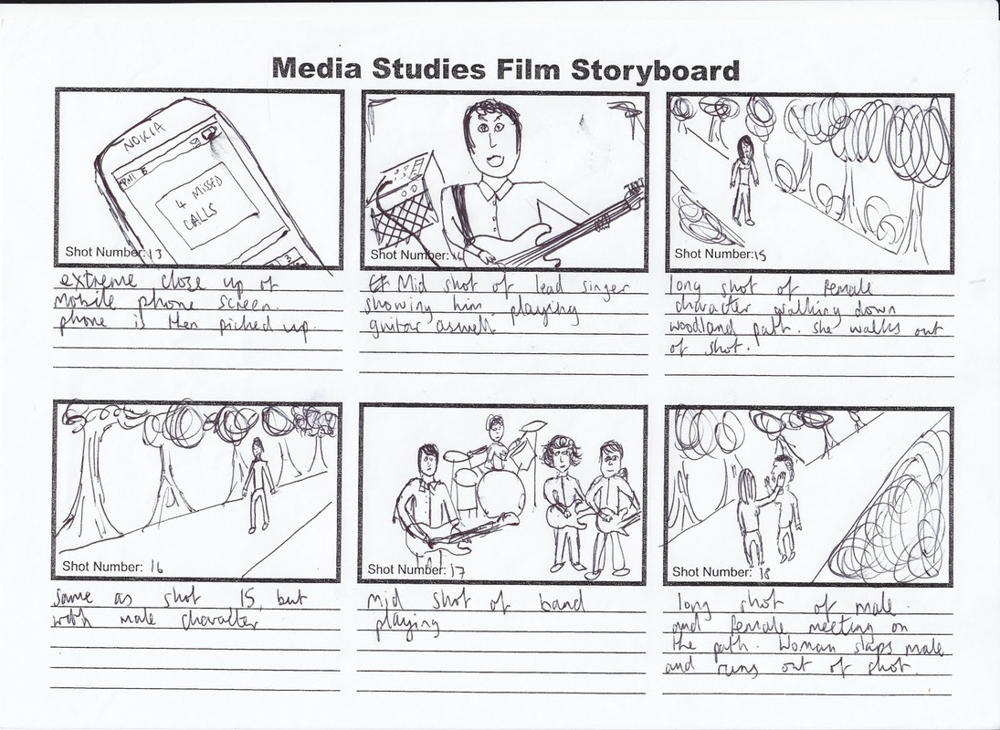 Media Studies Film Storyboard
NOKIA
4 MISSED
CALLS
3
Shot Number: 13
extreme close up of
mobile phone screen.
phone is then picked up.
Shot Number: 14
Mid shot of lead singer
showing him playing
guitar aswell.
Shot Number: 15
long shot of female
character walking down
woodland path. she walks out
of shot.
Shot Number: 16
same as shot 15, but
with male character
Shot Number: 17
Mid shot of band
playing
Shot Number: 18
long shot of male
and female meeting on
the path. Woman slaps male
and runs out of shot.